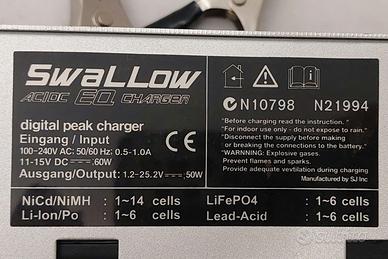 SWALLOW
AC/DC EQ CHARGER
digital peak charger
Eingang / Input
100-240V AC: 50/60 Hz: 0.5-1.0A
11-15V DC ⎓ :60W
Ausgang/Output: 1.2-25.2V ⎓ :50W
CE
N10798 N21994
"Before charging read the instruction."
"For indoor use only - do not expose to rain."
"Disconnect the supply before making
or breaking the connections to the battery"
"WARNING: Explosive gases.
Prevent flames and sparks.
Provide adequate vestilation during charging
Manufactured by SJ Inc
NiCd/NiMH : 1~14 cells
Li-Ion/Po : 1~6 cells
LiFePO4 : 1~6 cells
Lead-Acid : 1~6 cells
subito